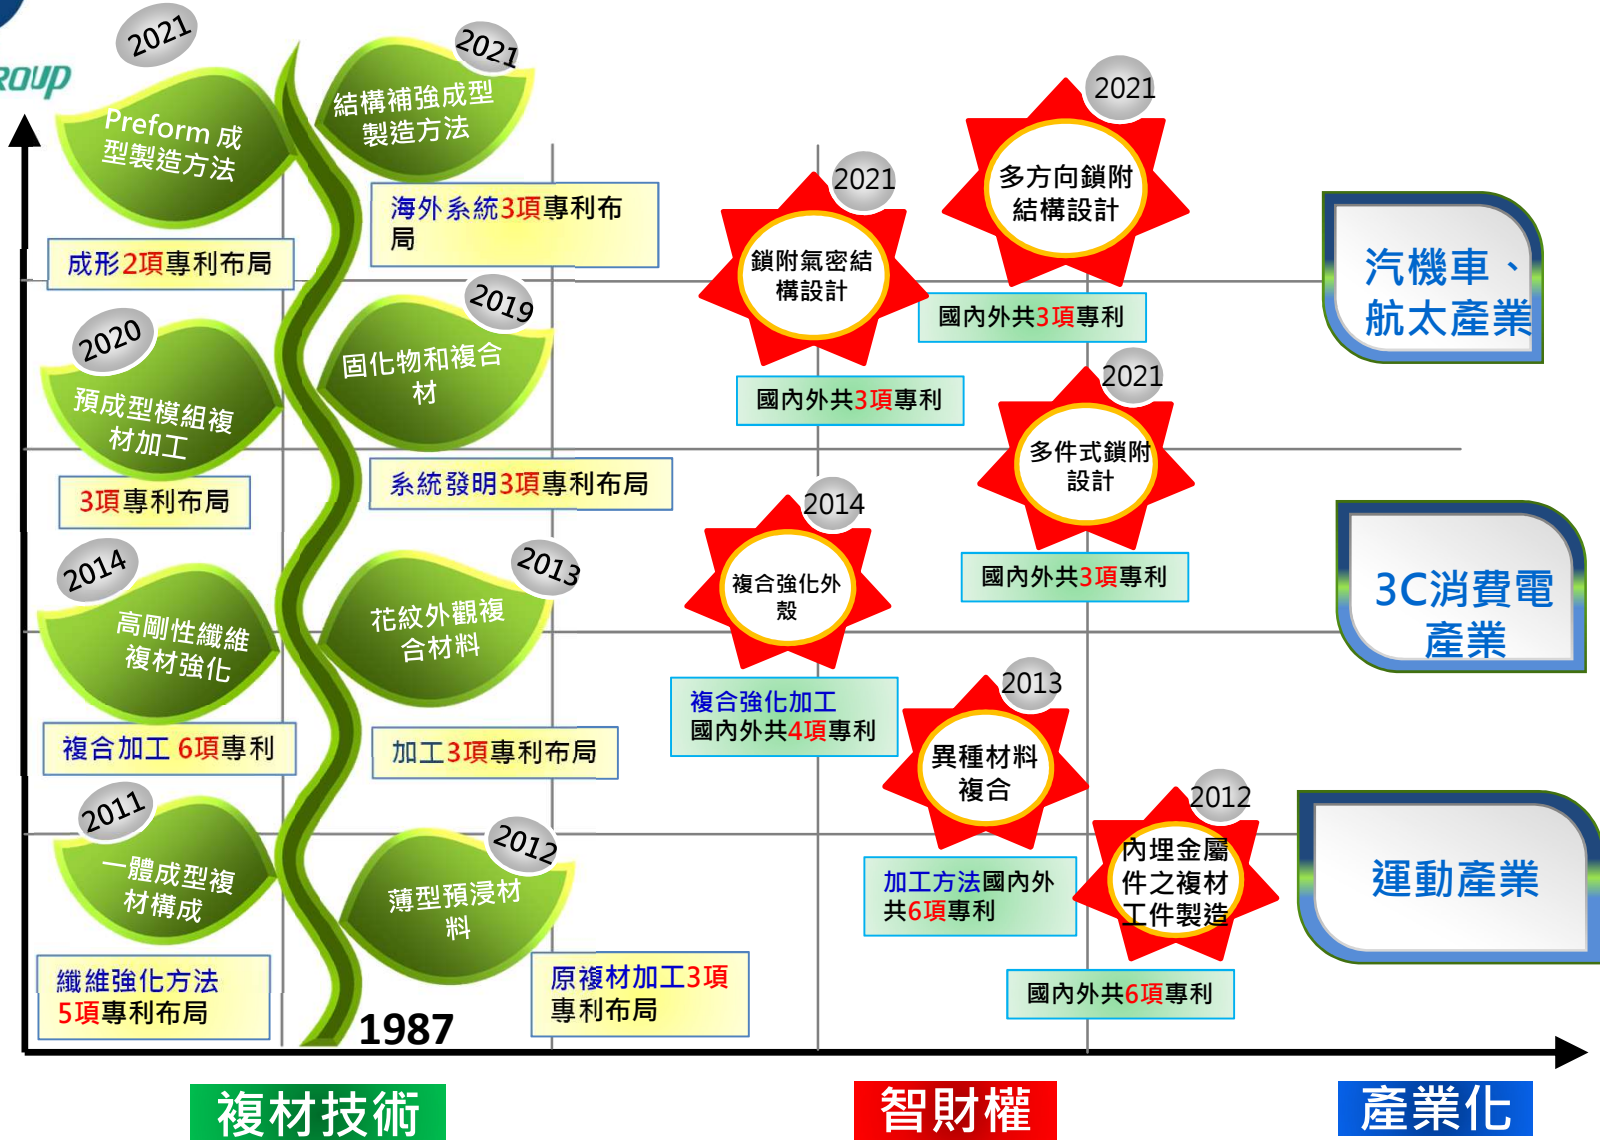 ROUP
2021
Preform 成
型製造方法
成形2項專利布局
2021
結構補強成型
製造方法
海外系統3項專利布
局
2020
預成型模組複
材加工
3項專利布局
2019
固化物和複合
材
系統發明3項專利布局
2014
高剛性纖維
複材強化
複合加工 6項專利
2013
花紋外觀複
合材料
加工3項專利布局
2011
一體成型複
材構成
纖維強化方法
5項專利布局
2012
薄型預浸材
料
原複材加工3項
專利布局
1987
2021
鎖附氣密結
構設計
國內外共3項專利
2021
多方向鎖附
結構設計
國內外共3項專利
2021
多件式鎖附
設計
國內外共3項專利
2014
複合強化外
殼
複合強化加工
國內外共4項專利
2013
異種材料
複合
加工方法國內外
共6項專利
2012
內埋金屬
件之複材
工件製造
國內外共6項專利
汽機車、
航太產業
3C消費電
產業
運動產業
複材技術
智財權
產業化